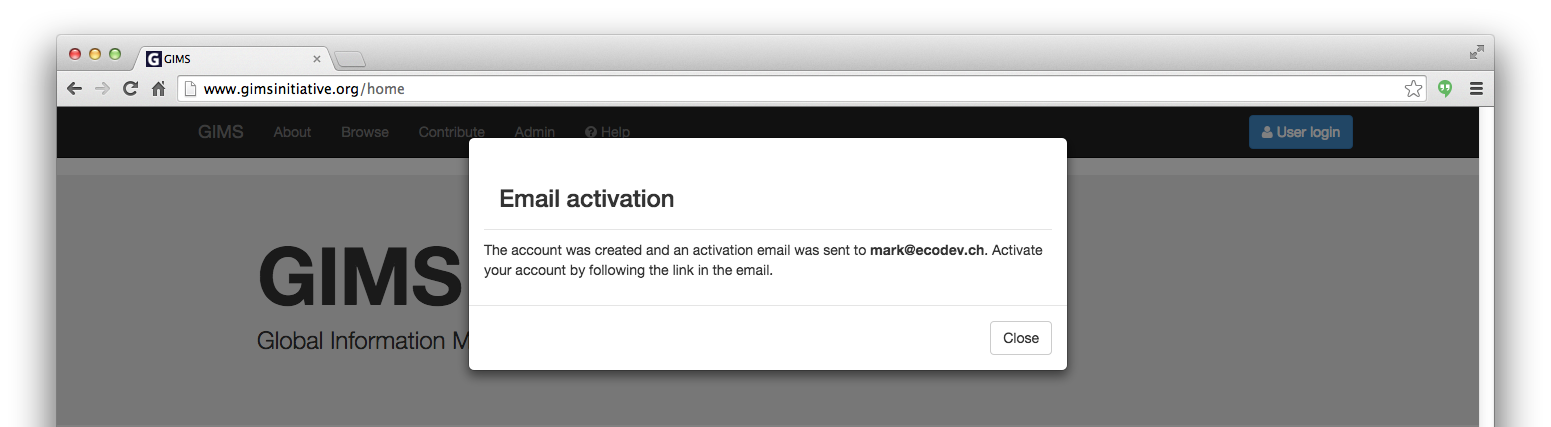 GIMS
www.gimsinitiative.org/home
GIMS About Browse Contribute Admin Help User login
Email activation
The account was created and an activation email was sent to mark@ecodev.ch. Activate
your account by following the link in the email.
GIMS
Global Information M
Close